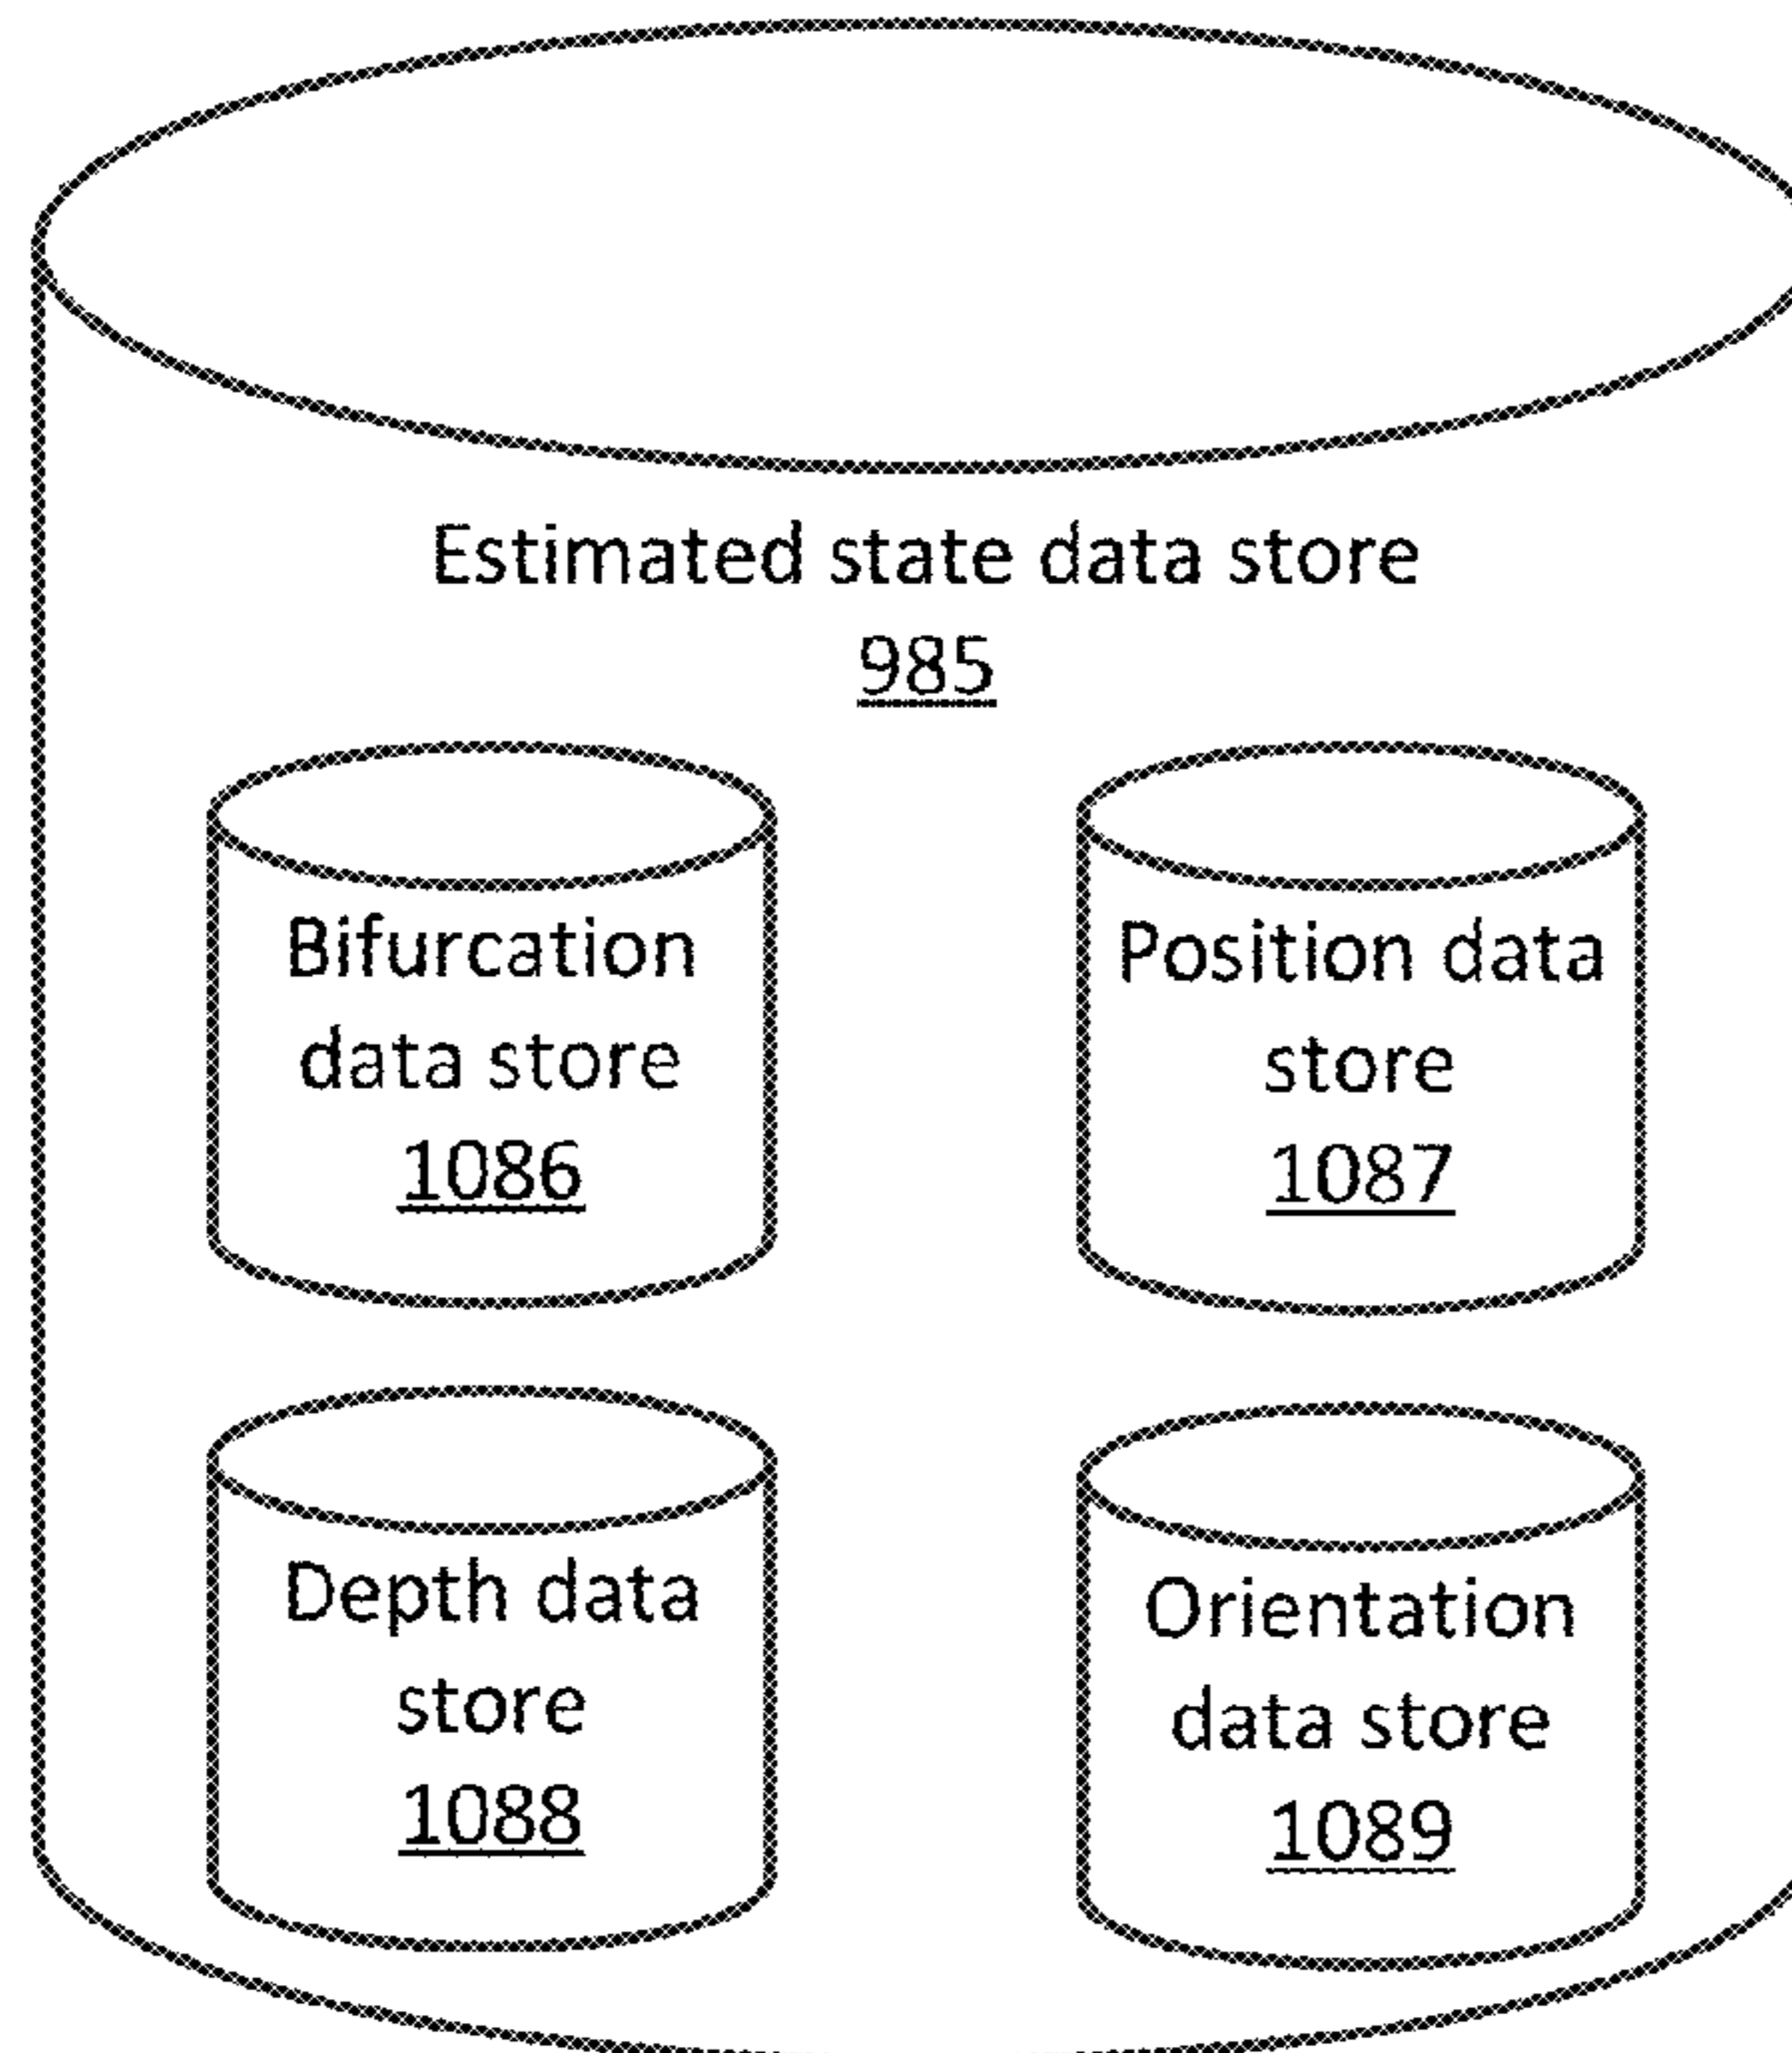 Estimated state data store
985
Bifurcation
data store
1086
Position data
store
1087
Depth data
store
1088
Orientation
data store
1089